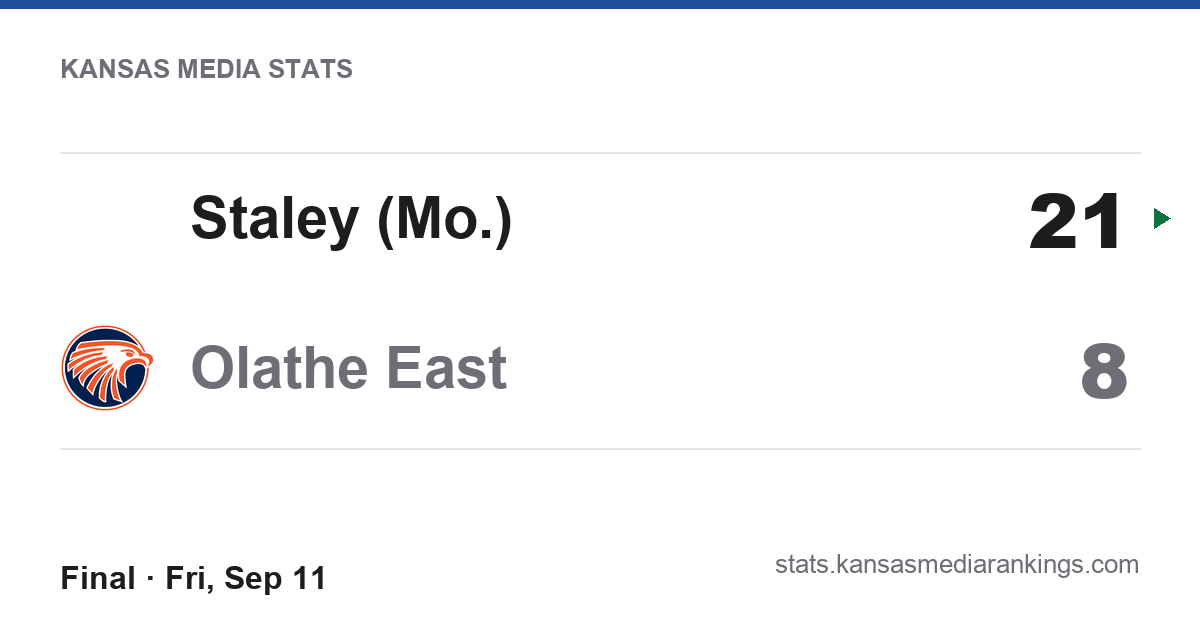 KANSAS MEDIA STATS
Staley (Mo.) 21
Olathe East 8
Final · Fri, Sep 11
stats.kansasmediarankings.com